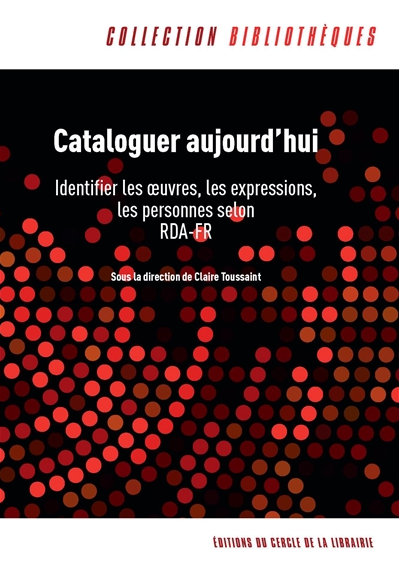 COLLECTION BIBLIOTHÈQUES
Cataloguer aujourd’hui
Identifier les œuvres, les expressions,
les personnes selon
RDA-FR
Sous la direction de Claire Toussaint
ÉDITIONS DU CERCLE DE LA LIBRAIRIE